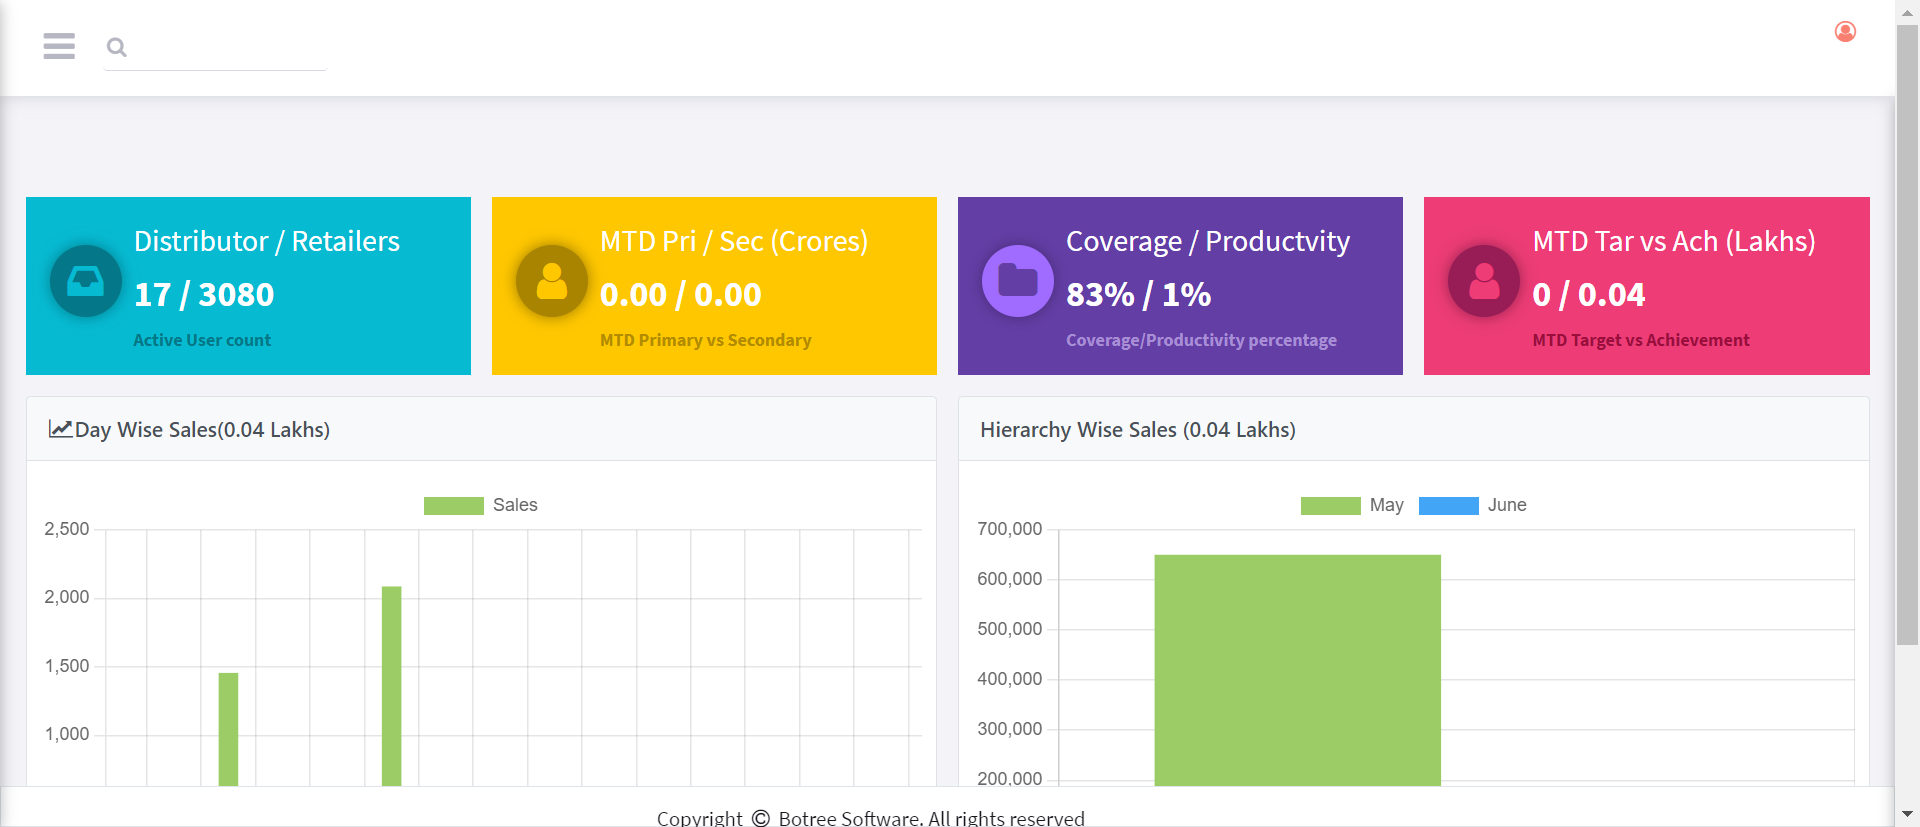 Distributor / Retailers
17 / 3080
Active User count
MTD Pri / Sec (Crores)
0.00 / 0.00
MTD Primary vs Secondary
Coverage / Productvity
83% / 1%
Coverage/Productivity percentage
MTD Tar vs Ach (Lakhs)
0 / 0.04
MTD Target vs Achievement
Day Wise Sales(0.04 Lakhs)
Sales
2,500
2,000
1,500
1,000
Hierarchy Wise Sales (0.04 Lakhs)
May June
700,000
600,000
500,000
400,000
300,000
200,000
Copyright © Botree Software. All rights reserved